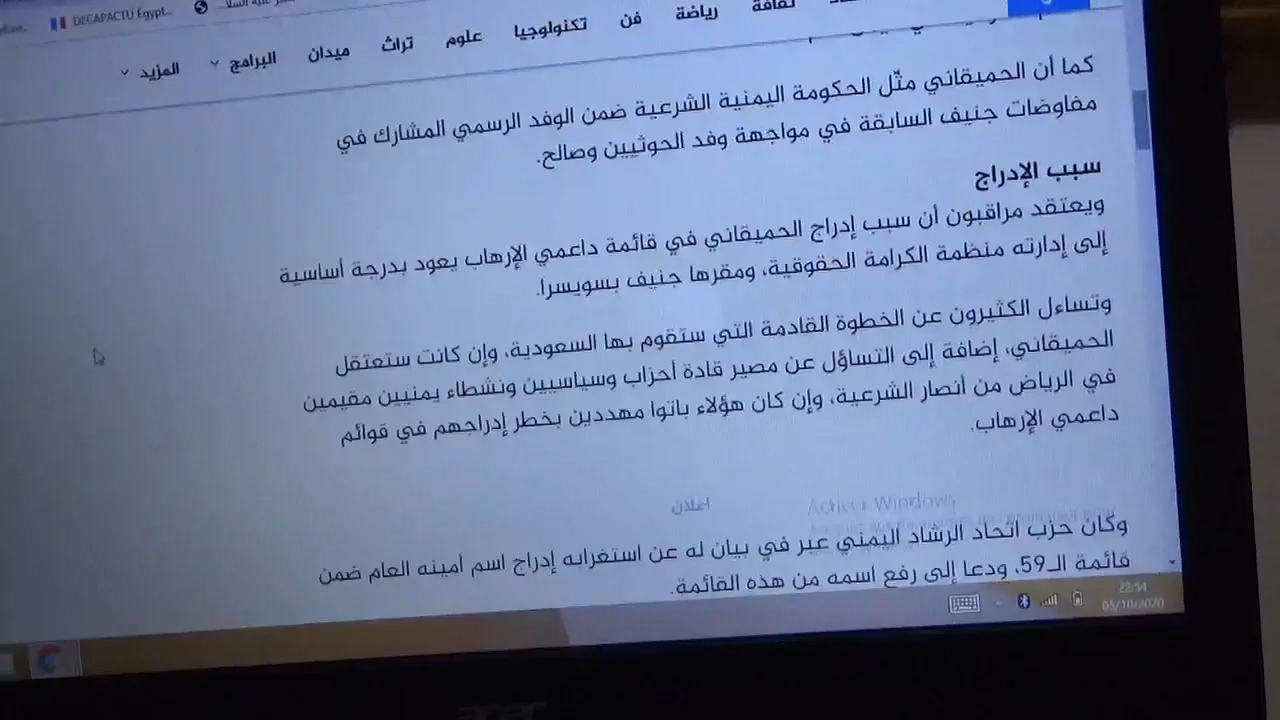 DECAPACTU Egypt...
ثقافة رياضة فن تكنولوجيا علوم تراث ميدان البرامج المزيد
كما أن الحميقاني مثّل الحكومة اليمنية الشرعية ضمن الوفد الرسمي المشارك في
مفاوضات جنيف السابقة في مواجهة وفد الحوثيين وصالح.
سبب الإدراج
ويعتقد مراقبون أن سبب إدراج الحميقاني في قائمة داعمي الإرهاب يعود بدرجة أساسية
إلى إدارته منظمة الكرامة الحقوقية، ومقرها جنيف بسويسرا.
وتساءل الكثيرون عن الخطوة القادمة التي ستقوم بها السعودية، وإن كانت ستعتقل
الحميقاني، إضافة إلى التساؤل عن مصير قادة أحزاب وسياسيين ونشطاء يمنيين مقيمين
في الرياض من أنصار الشرعية، وإن كان هؤلاء باتوا مهددين بخطر إدراجهم في قوائم
داعمي الإرهاب.
اعلان
Activer Windows
وكان حزب اتحاد الرشاد اليمني عبر في بيان له عن استغرابه إدراج اسم أمينه العام ضمن
قائمة الـ59، ودعا إلى رفع اسمه من هذه القائمة.
22:54
05/10/2020
acer